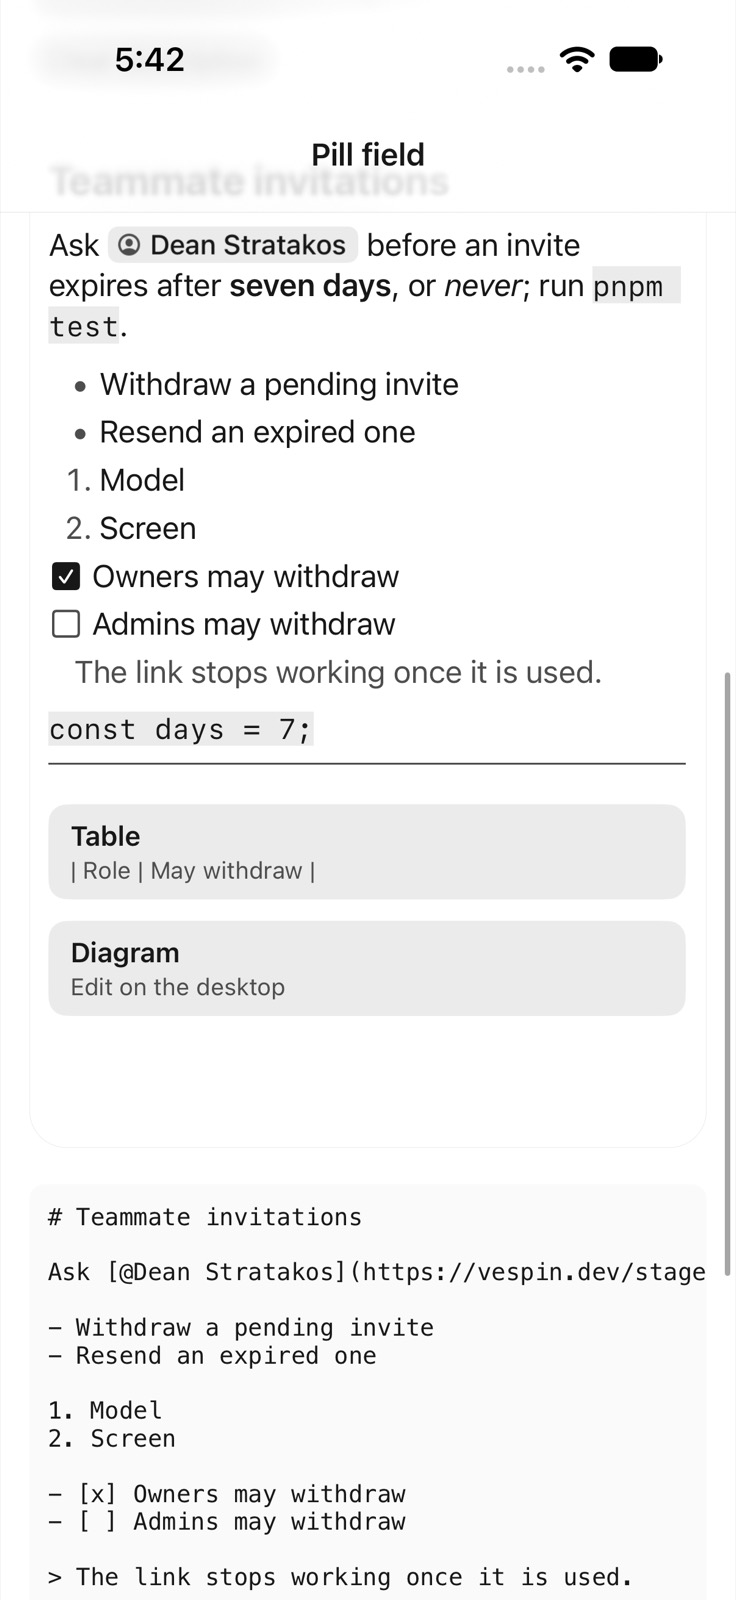 5:42
Pill field
Teammate invitations
Ask Dean Stratakos before an invite
expires after seven days, or never; run pnpm
test.
• Withdraw a pending invite
• Resend an expired one
1. Model
2. Screen
Owners may withdraw
Admins may withdraw
The link stops working once it is used.
const days = 7;
Table
| Role | May withdraw |
Diagram
Edit on the desktop
# Teammate invitations
Ask [@Dean Stratakos](https://vespin.dev/stage
- Withdraw a pending invite
- Resend an expired one
1. Model
2. Screen
- [x] Owners may withdraw
- [ ] Admins may withdraw
> The link stops working once it is used.